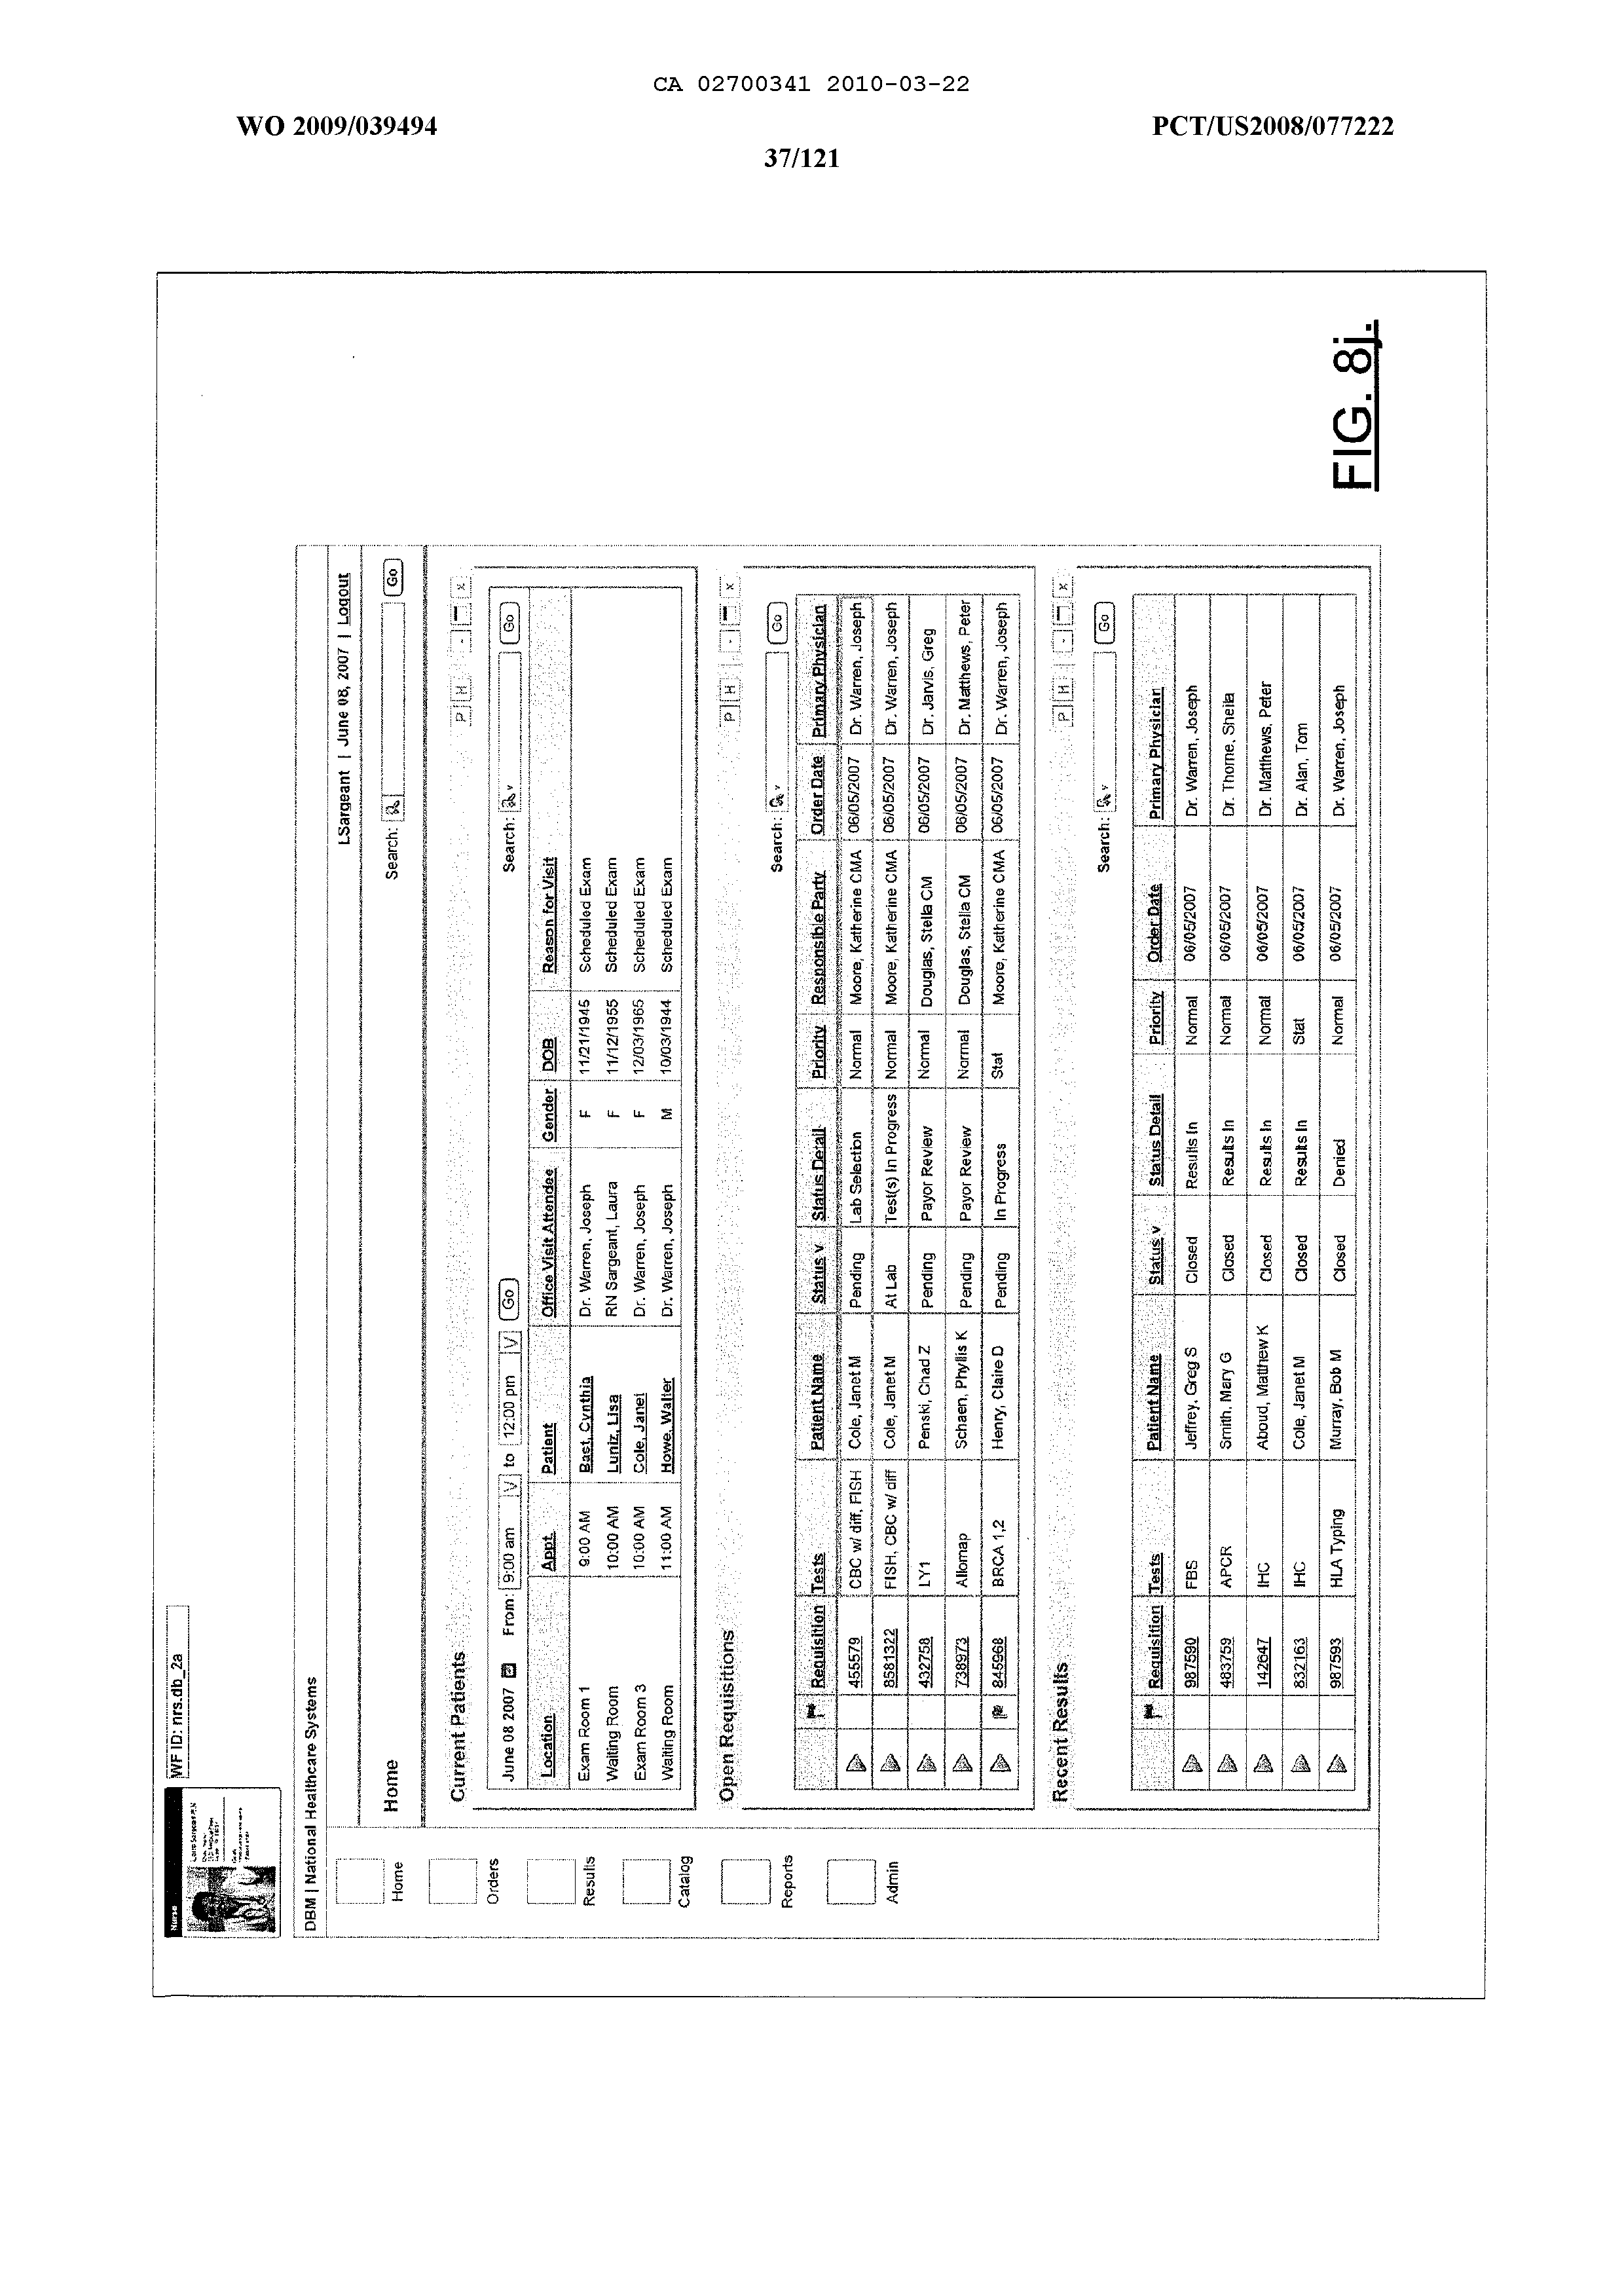 CA 02700341 2010-03-22
WO 2009/039494 PCT/US2008/077222
37/121
Nurse
WF ID: nrs.db_2a
DBM | National Healthcare Systems
LSargeant | June 08, 2007 | Logout
Home Search: Go
Home
Orders
Results
Catalog
Reports
Admin
Current Patients P H - x
June 08 2007 From: 9:00 am V to 12:00 pm V Go Search: v Go
Location Appt. Patient Office Visit Attendee Gender DOB Reason for Visit
Exam Room 1 9:00 AM Bast, Cynthia Dr. Warren, Joseph F 11/21/1945 Scheduled Exam
Waiting Room 10:00 AM Luniz, Lisa RN Sargeant, Laura F 11/12/1955 Scheduled Exam
Exam Room 3 10:00 AM Cole, Janet Dr. Warren, Joseph F 12/03/1965 Scheduled Exam
Waiting Room 11:00 AM Howe, Walter Dr. Warren, Joseph M 10/03/1944 Scheduled Exam
Open Requisitions P H - x
Search: v Go
Requisition Tests Patient Name Status v Status Detail Priority Responsible Party Order Date Primary Physician
455579 CBC w/ diff, FISH Cole, Janet M Pending Lab Selection Normal Moore, Katherine CMA 06/05/2007 Dr. Warren, Joseph
8581322 FISH, CBC w/ diff Cole, Janet M At Lab Test(s) In Progress Normal Moore, Katherine CMA 06/05/2007 Dr. Warren, Joseph
432758 LY1 Penski, Chad Z Pending Payor Review Normal Douglas, Stella CM 06/05/2007 Dr. Jarvis, Greg
738973 Allomap Schaen, Phyllis K Pending Payor Review Normal Douglas, Stella CM 06/05/2007 Dr. Matthews, Peter
845968 BRCA 1,2 Henry, Claire D Pending In Progress Stat Moore, Katherine CMA 06/05/2007 Dr. Warren, Joseph
Recent Results P H - x
Search: v Go
Requisition Tests Patient Name Status v Status Detail Priority Order Date Primary Physician
987590 FBS Jeffrey, Greg S Closed Results In Normal 06/05/2007 Dr. Warren, Joseph
483759 APCR Smith, Mary G Closed Results In Normal 06/05/2007 Dr. Thorne, Sheila
142647 IHC Aboud, Matthew K Closed Results In Normal 06/05/2007 Dr. Matthews, Peter
832163 IHC Cole, Janet M Closed Results In Stat 06/05/2007 Dr. Alan, Tom
987593 HLA Typing Murray, Bob M Closed Denied Normal 06/05/2007 Dr. Warren, Joseph
FIG. 8j.